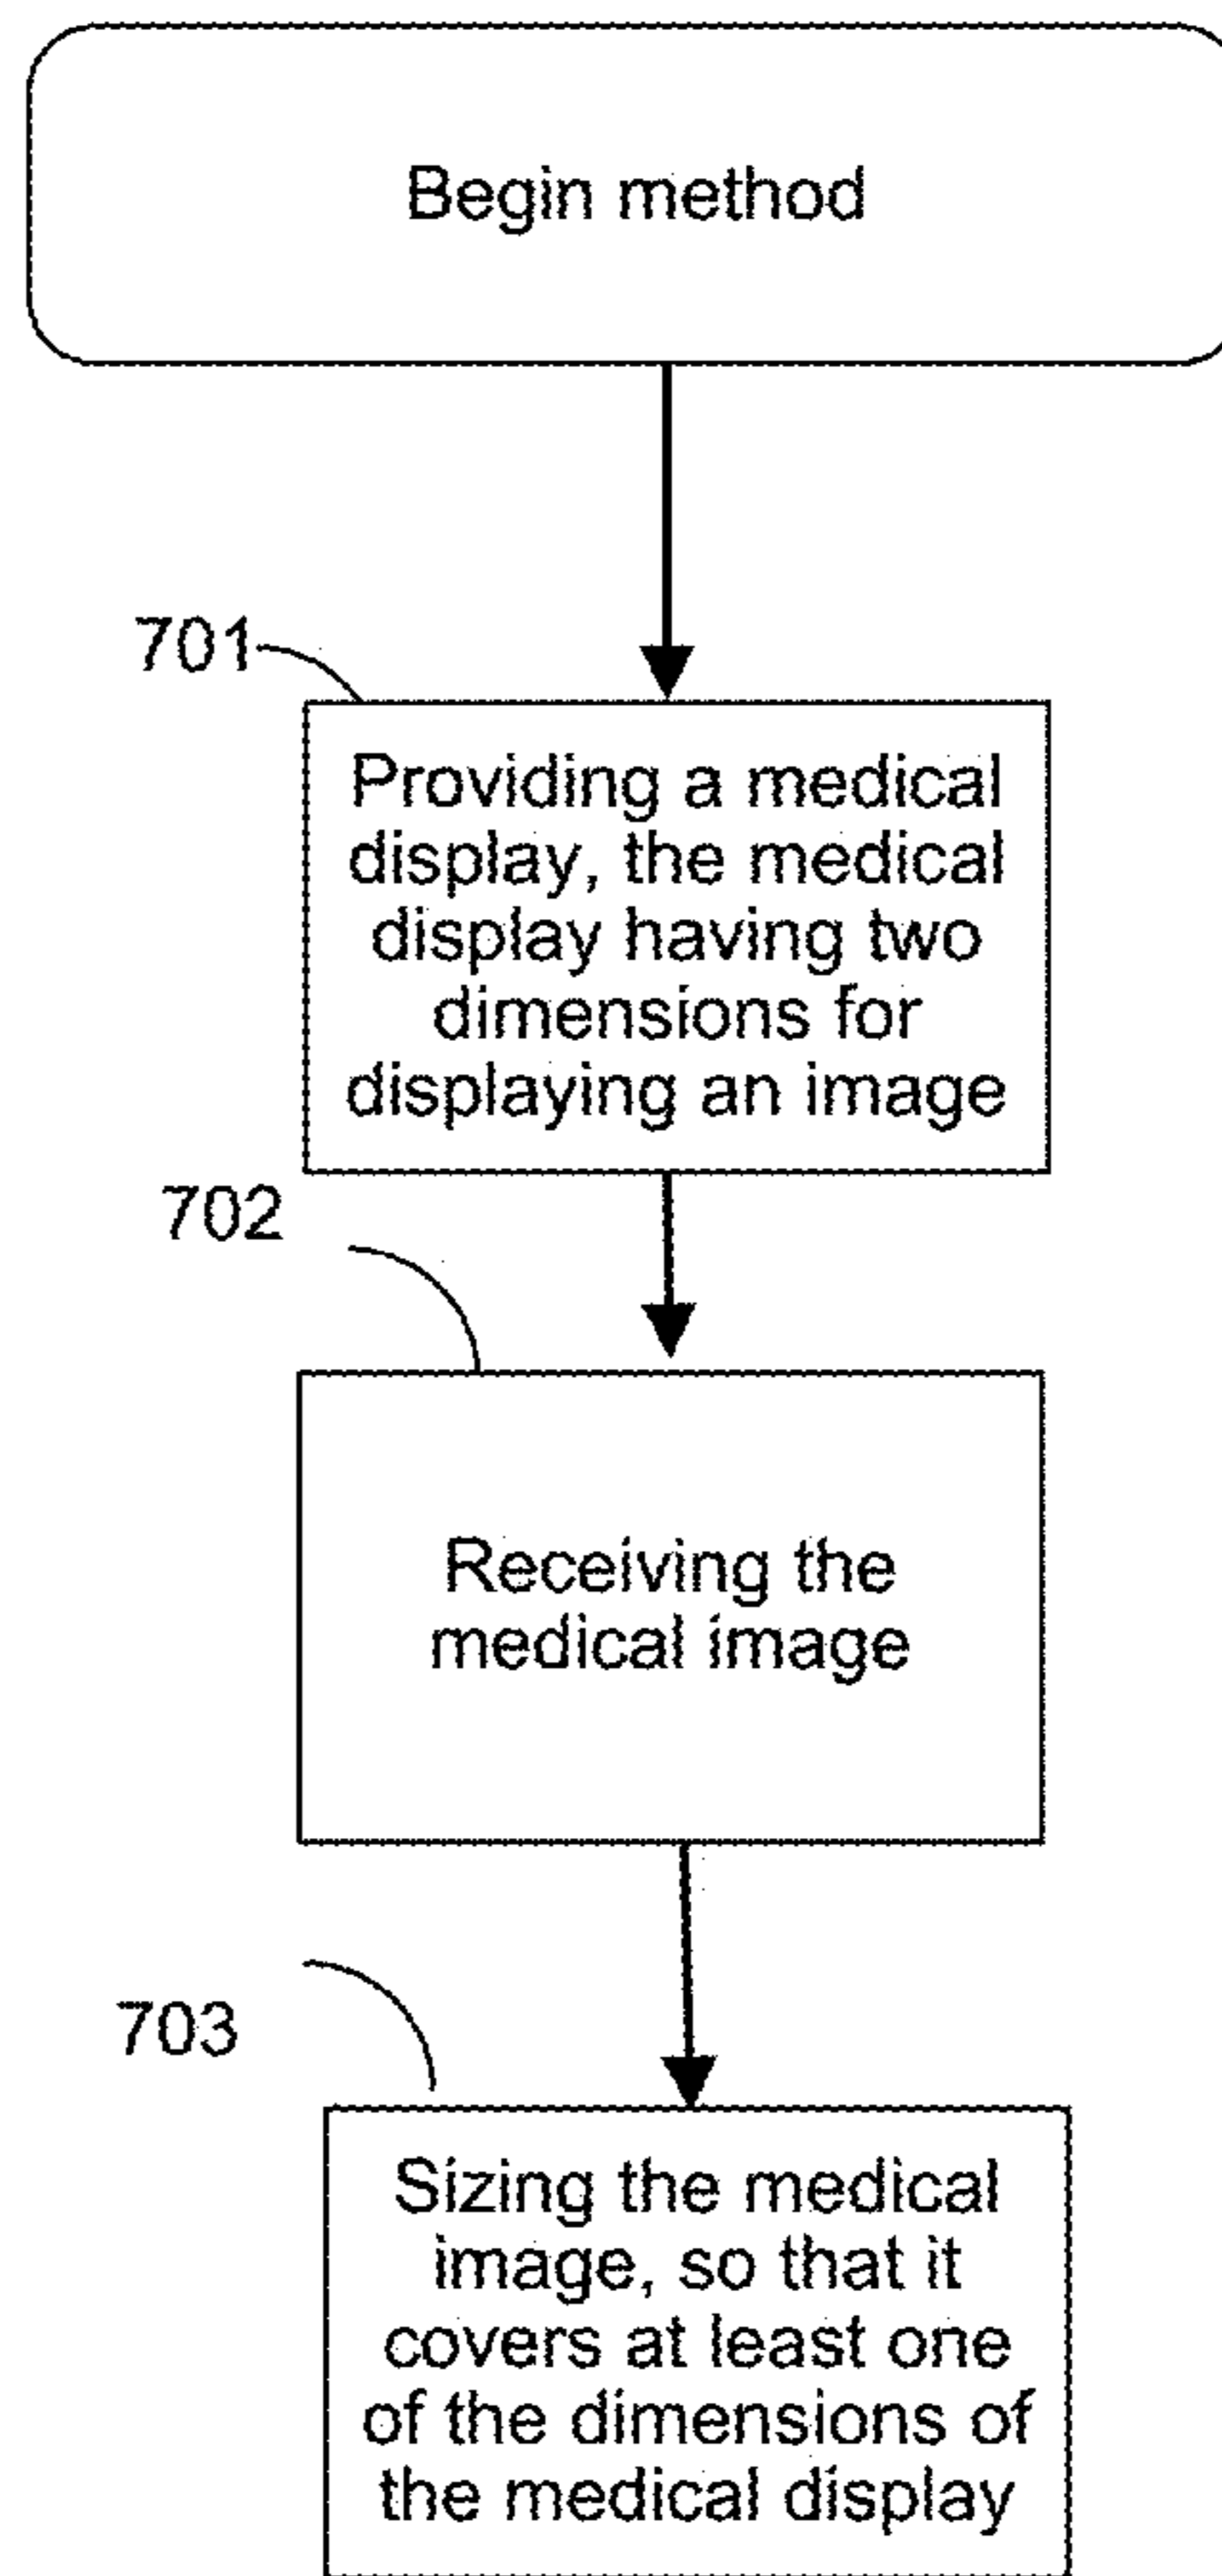 Begin method
701
Providing a medical
display, the medical
display having two
dimensions for
displaying an image
702
Receiving the
medical image
703
Sizing the medical
image, so that it
covers at least one
of the dimensions of
the medical display